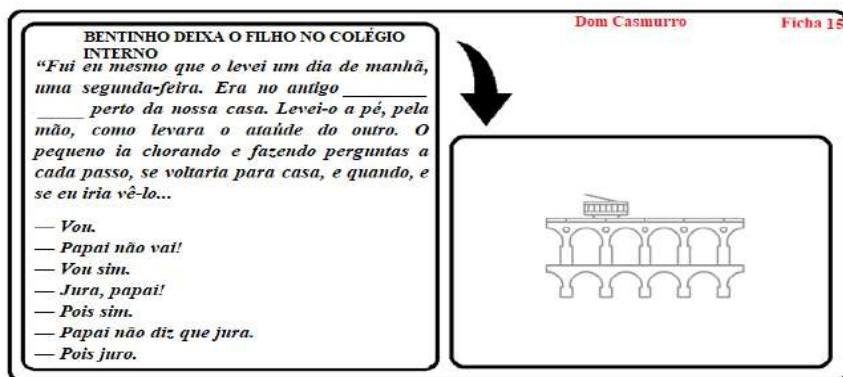 BENTINHO DEIXA O FILHO NO COLÉGIO
INTERNO
“Fui eu mesmo que o levei um dia de manhã,
uma segunda-feira. Era no antigo _________
_____ perto da nossa casa. Levei-o a pé, pela
mão, como levara o ataúde do outro. O
pequeno ia chorando e fazendo perguntas a
cada passo, se voltaria para casa, e quando, e
se eu iria vê-lo...
— Vou.
— Papai não vai!
— Vou sim.
— Jura, papai!
— Pois sim.
— Papai não diz que jura.
— Pois juro.
Dom Casmurro
Ficha 15